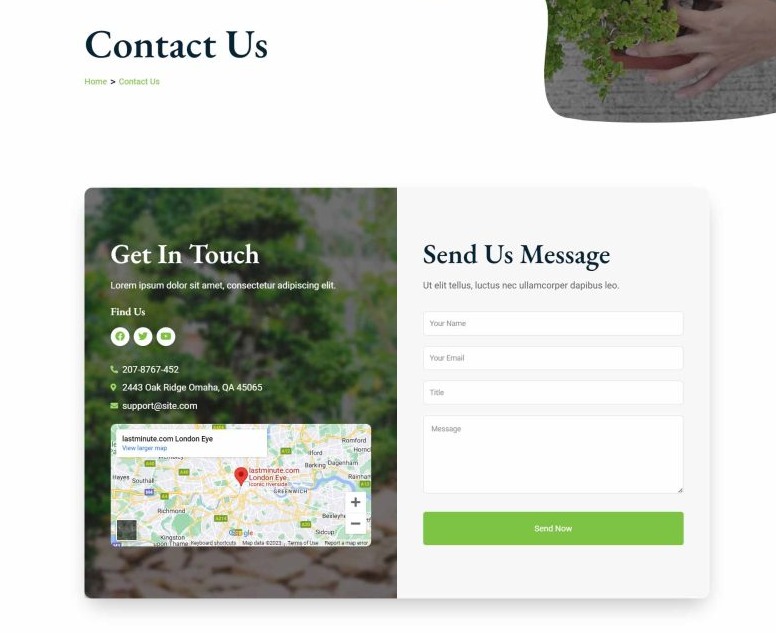 Contact Us
Home > Contact Us
Get In Touch
Lorem ipsum dolor sit amet, consectetur adipiscing elit.
Find Us
207-8767-452
2443 Oak Ridge Omaha, QA 45065
support@site.com
lastminute.com London Eye
View larger map
Romford
Ilford
Barking
Dagenham
Rainham
Hayes
Southall
lastminute.com
London Eye
Iconic riverside
GREENWICH
Richmond
Sidcup
Kingston
upon Thame
Google
Keyboard shortcuts
Map data ©2023
Terms of Use
Report a map error
Send Us Message
Ut elit tellus, luctus nec ullamcorper dapibus leo.
Your Name
Your Email
Title
Message
Send Now